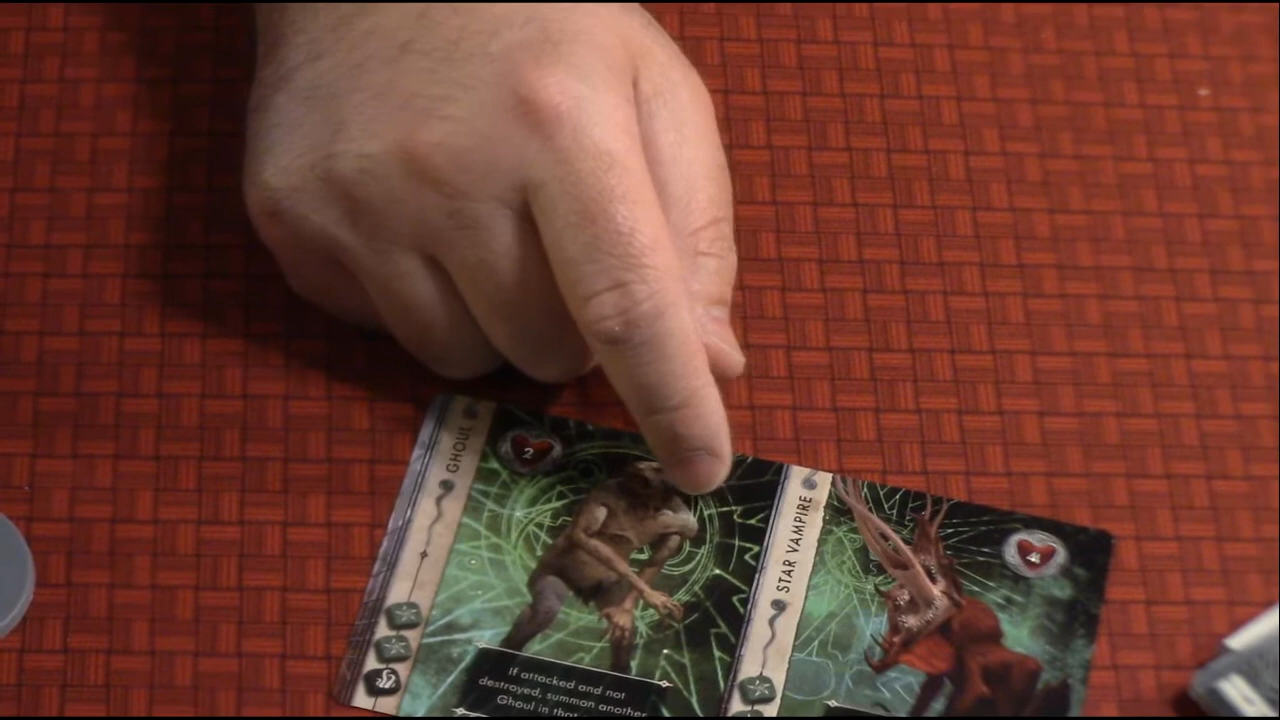 GHOUL
2
If attacked and not
destroyed, summon another
Ghoul in that
STAR VAMPIRE
4